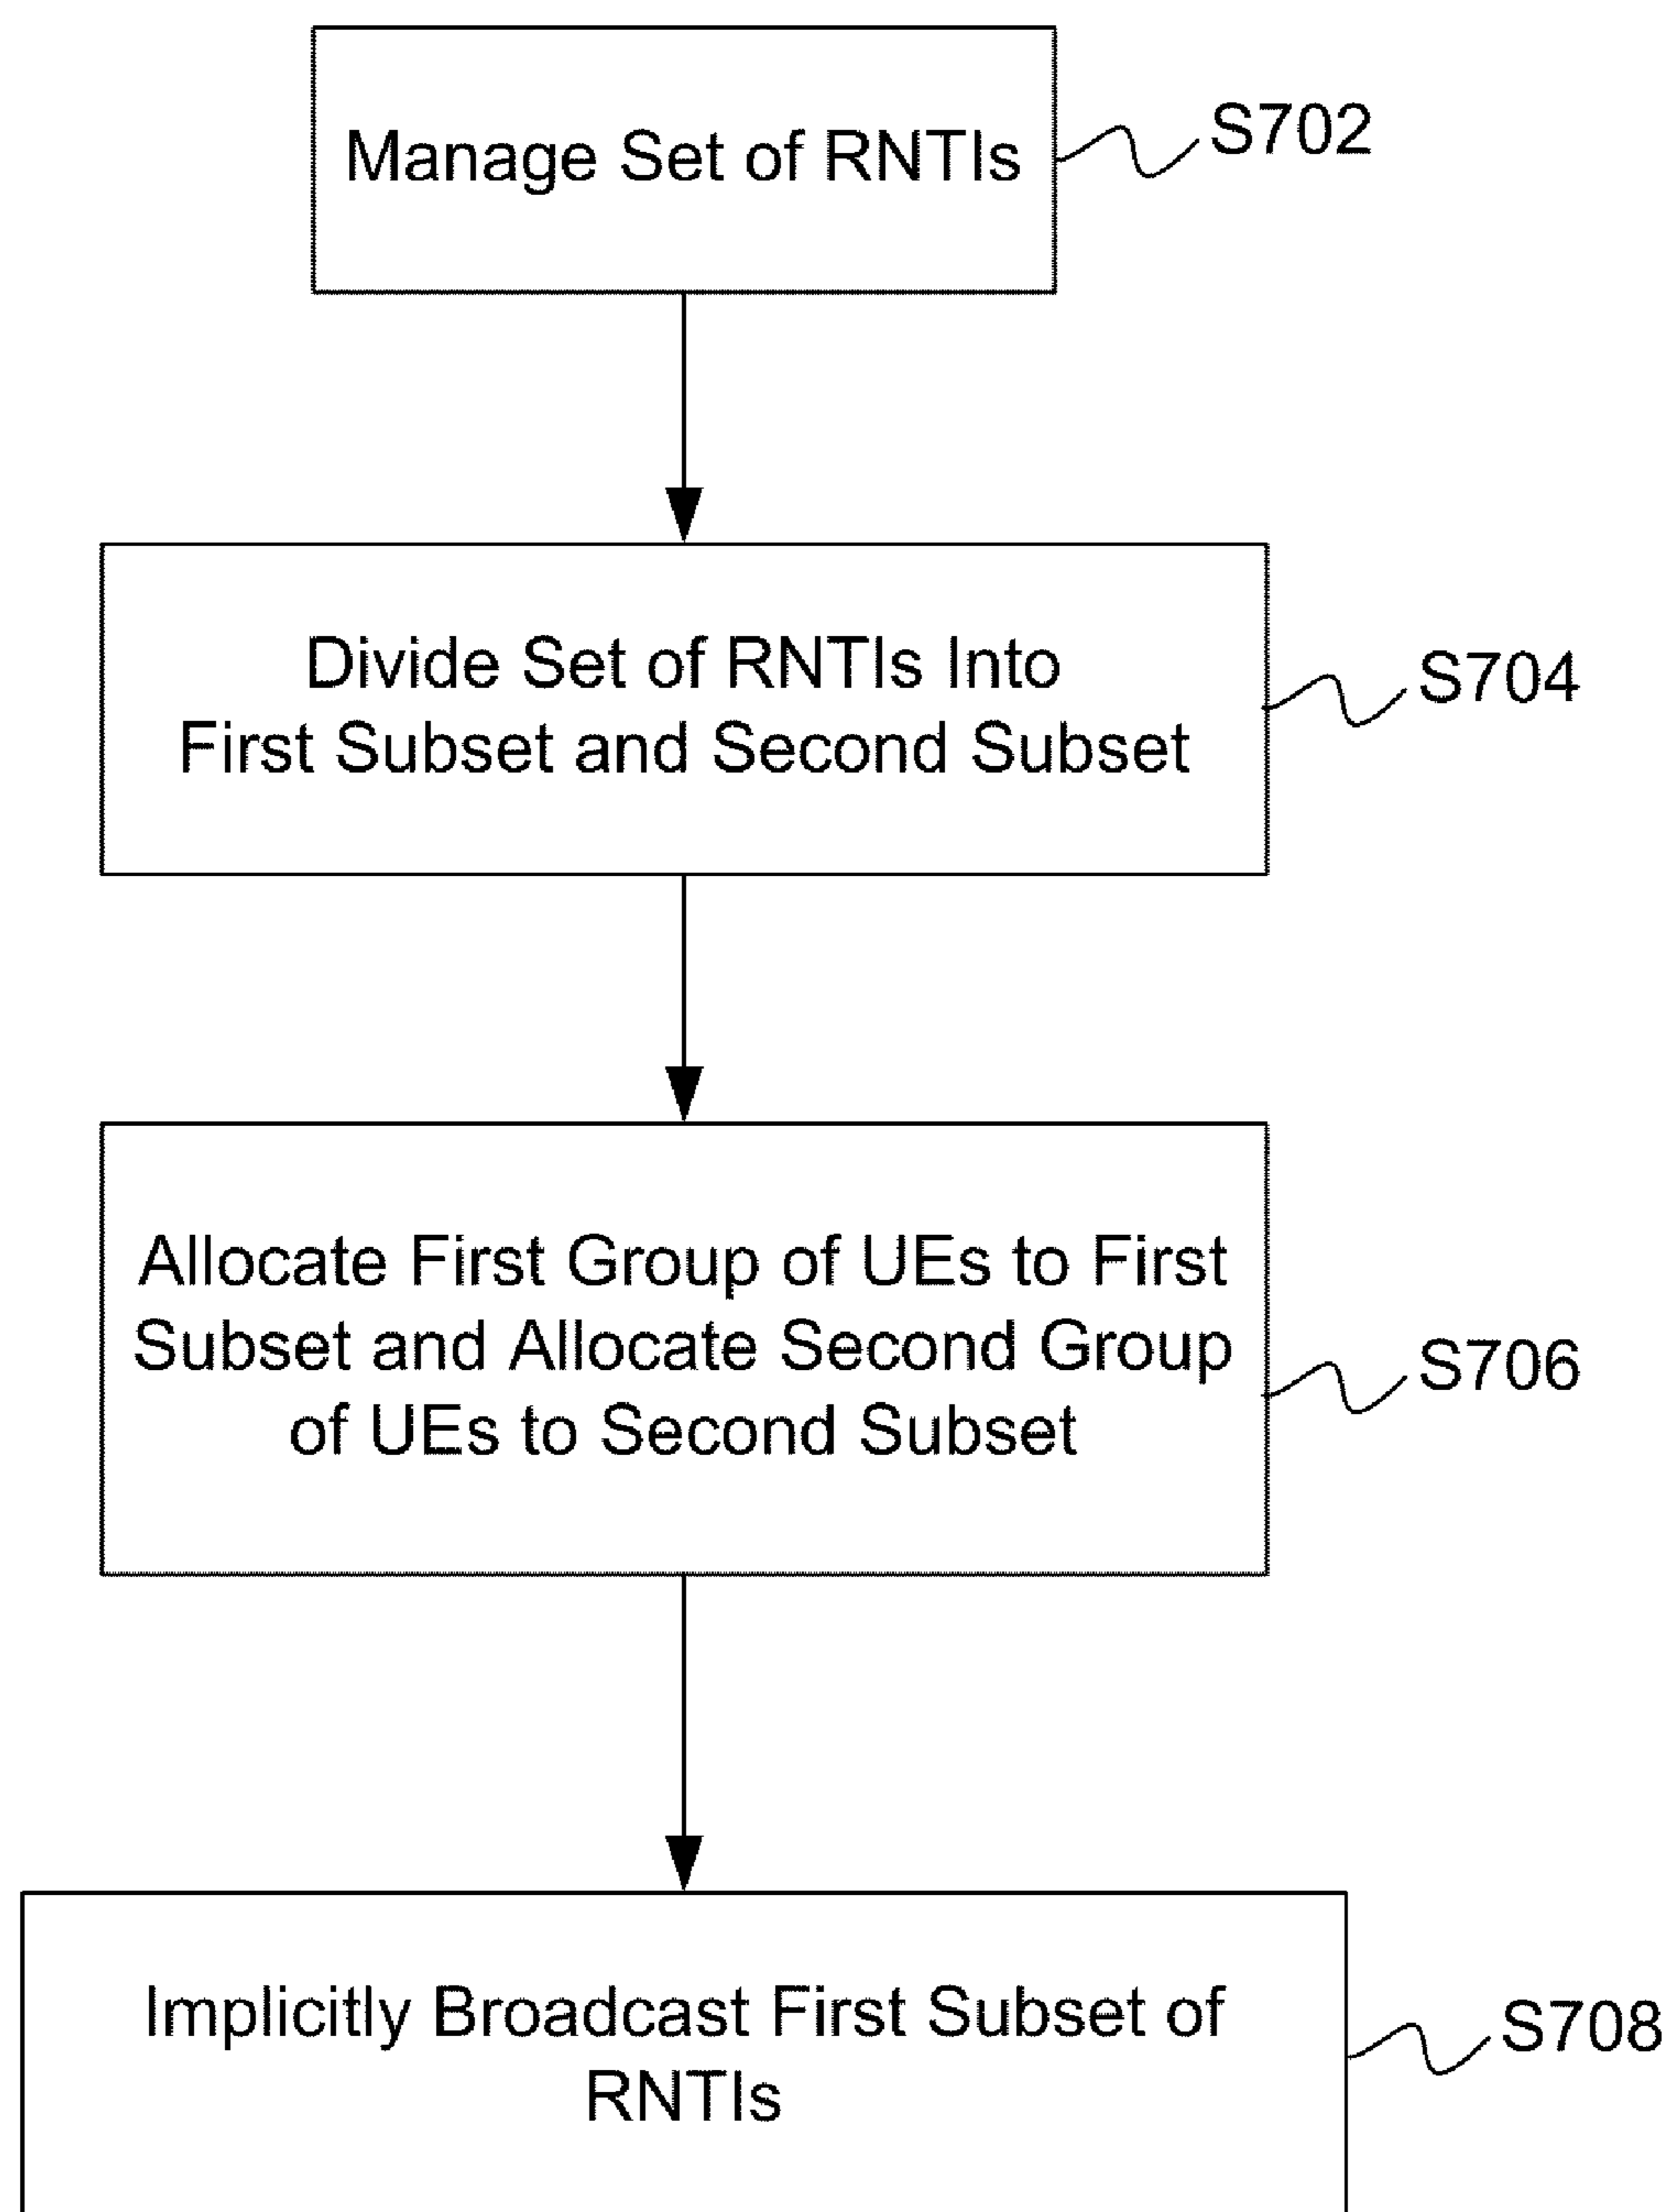 Manage Set of RNTIs
S702
Divide Set of RNTIs Into
First Subset and Second Subset
S704
Allocate First Group of UEs to First
Subset and Allocate Second Group
of UEs to Second Subset
S706
Implicitly Broadcast First Subset of
RNTIs
S708